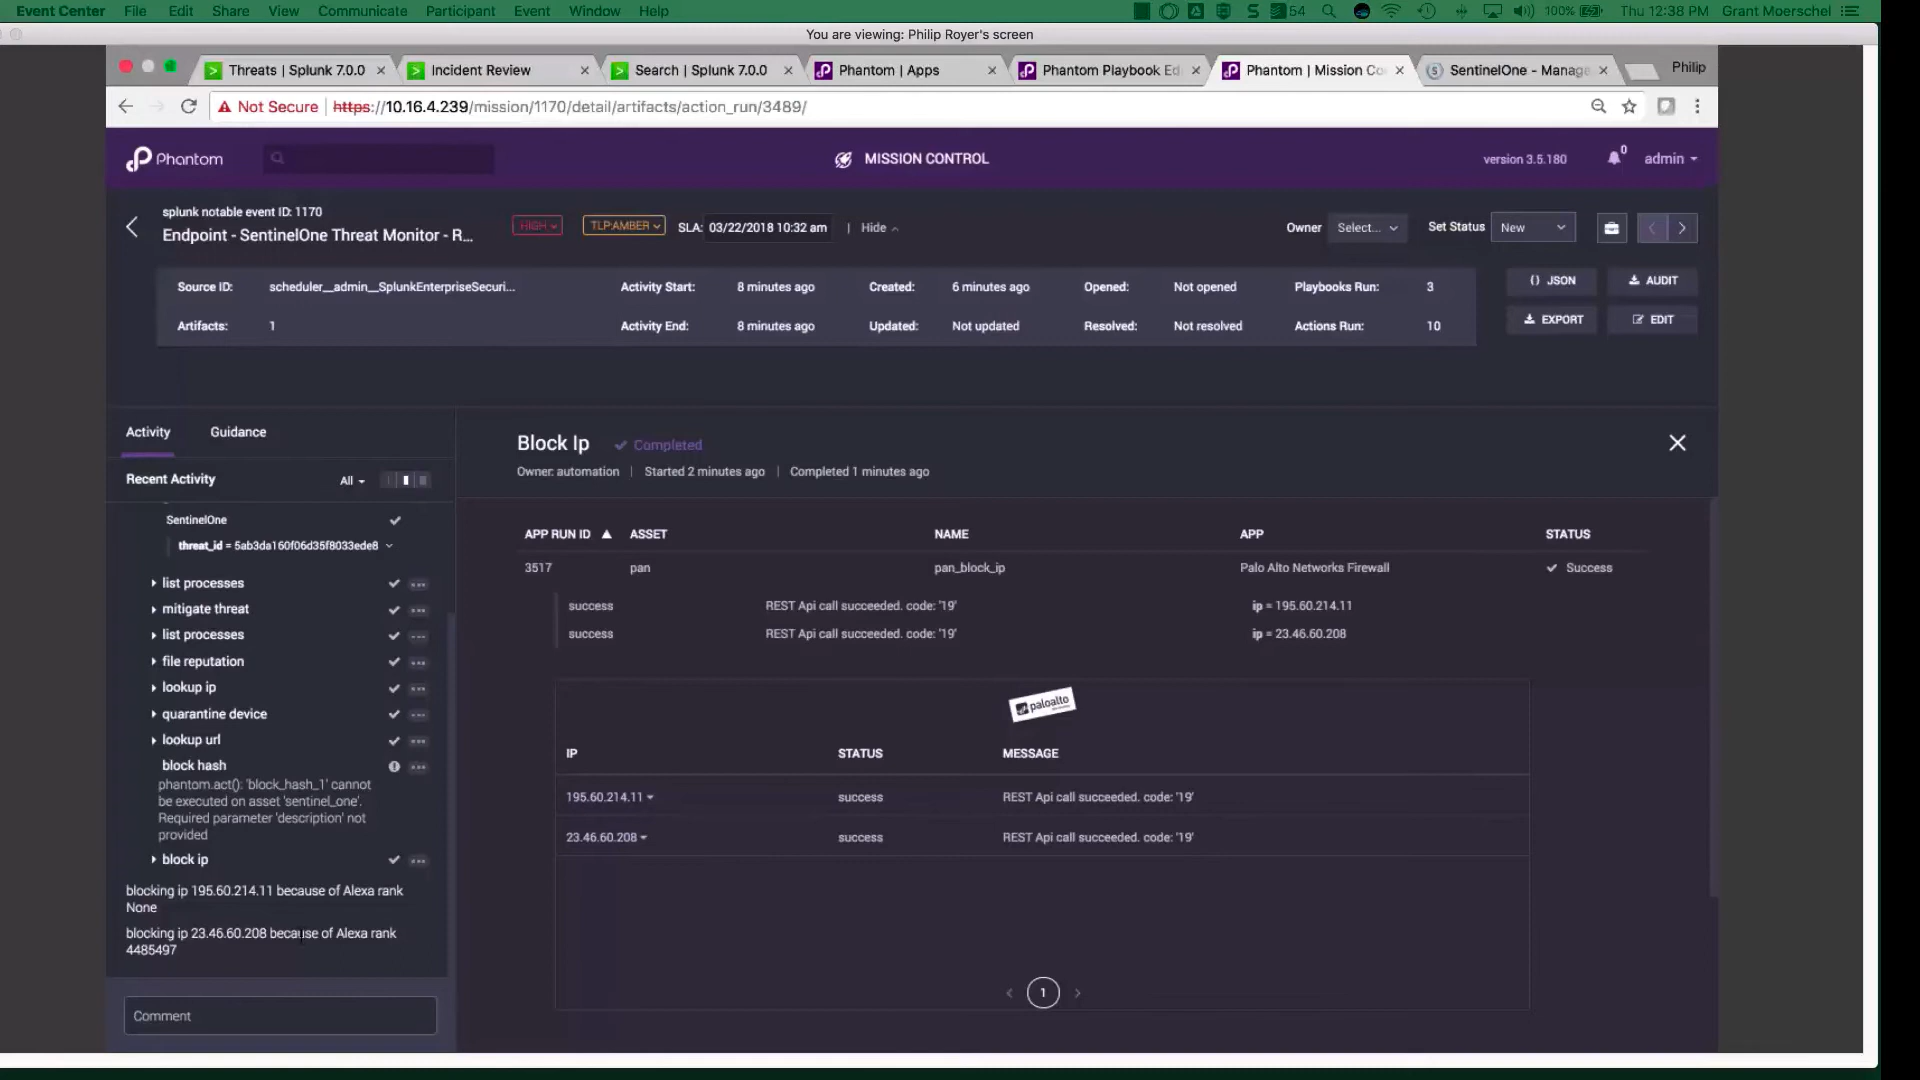 Event Center File Edit Share View Communicate Participant Event Window Help 54 100% Thu 12:38 PM Grant Moerschel
You are viewing: Philip Royer's screen
Threats | Splunk 7.0.0 Incident Review Search | Splunk 7.0.0 Phantom | Apps Phantom Playbook Ed Phantom | Mission Co SentinelOne - Manage Philip
Not Secure | https://10.16.4.239/mission/1170/detail/artifacts/action_run/3489/
Phantom MISSION CONTROL version 3.5.180 0 admin
splunk notable event ID: 1170
Endpoint - SentinelOne Threat Monitor - R... HIGH TLP:AMBER SLA: 03/22/2018 10:32 am | Hide Owner Select... Set Status New
Source ID: scheduler__admin__SplunkEnterpriseSecuri... Activity Start: 8 minutes ago Created: 6 minutes ago Opened: Not opened Playbooks Run: 3 JSON AUDIT
Artifacts: 1 Activity End: 8 minutes ago Updated: Not updated Resolved: Not resolved Actions Run: 10 EXPORT EDIT
Activity Guidance
Recent Activity All
SentinelOne
threat_id = 5ab3da160f06d35f8033ede8
list processes
mitigate threat
list processes
file reputation
lookup ip
quarantine device
lookup url
block hash
phantom.act(): 'block_hash_1' cannot
be executed on asset 'sentinel_one'.
Required parameter 'description' not
provided
block ip
blocking ip 195.60.214.11 because of Alexa rank
None
blocking ip 23.46.60.208 because of Alexa rank
4485497
Comment
Block Ip Completed
Owner: automation | Started 2 minutes ago | Completed 1 minutes ago
APP RUN ID ASSET NAME APP STATUS
3517 pan pan_block_ip Palo Alto Networks Firewall Success
success REST Api call succeeded. code: '19' ip = 195.60.214.11
success REST Api call succeeded. code: '19' ip = 23.46.60.208
paloalto
IP STATUS MESSAGE
195.60.214.11 success REST Api call succeeded. code: '19'
23.46.60.208 success REST Api call succeeded. code: '19'
1